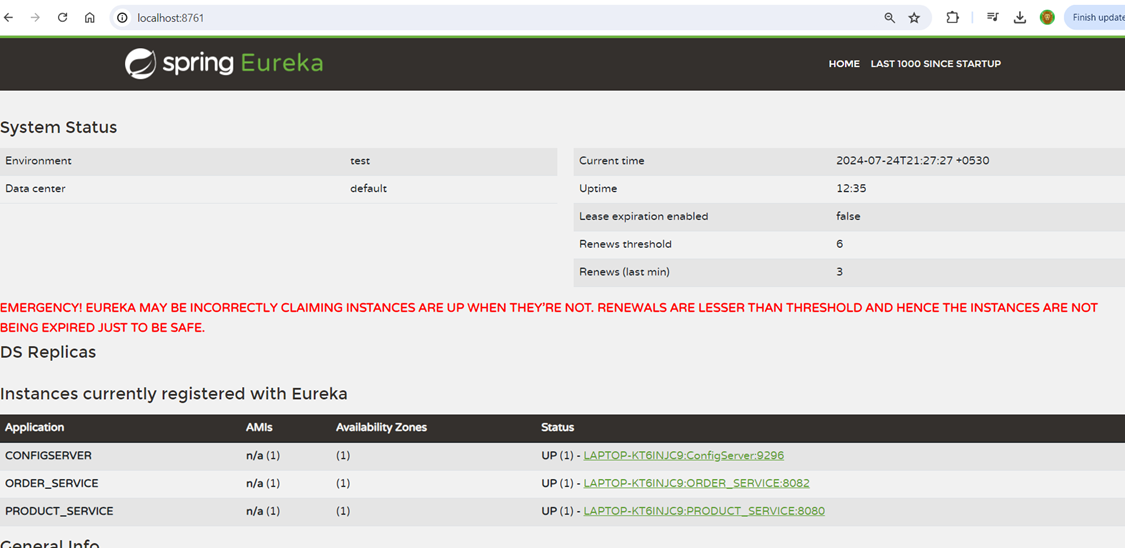 localhost:8761
Finish update
spring Eureka
HOME LAST 1000 SINCE STARTUP
System Status
Environment test
Data center default
Current time 2024-07-24T21:27:27 +0530
Uptime 12:35
Lease expiration enabled false
Renews threshold 6
Renews (last min) 3
EMERGENCY! EUREKA MAY BE INCORRECTLY CLAIMING INSTANCES ARE UP WHEN THEY'RE NOT. RENEWALS ARE LESSER THAN THRESHOLD AND HENCE THE INSTANCES ARE NOT
BEING EXPIRED JUST TO BE SAFE.
DS Replicas
Instances currently registered with Eureka
Application AMIs Availability Zones Status
CONFIGSERVER n/a (1) (1) UP (1) - LAPTOP-KT6INJC9:ConfigServer:9296
ORDER_SERVICE n/a (1) (1) UP (1) - LAPTOP-KT6INJC9:ORDER_SERVICE:8082
PRODUCT_SERVICE n/a (1) (1) UP (1) - LAPTOP-KT6INJC9:PRODUCT_SERVICE:8080
General Info